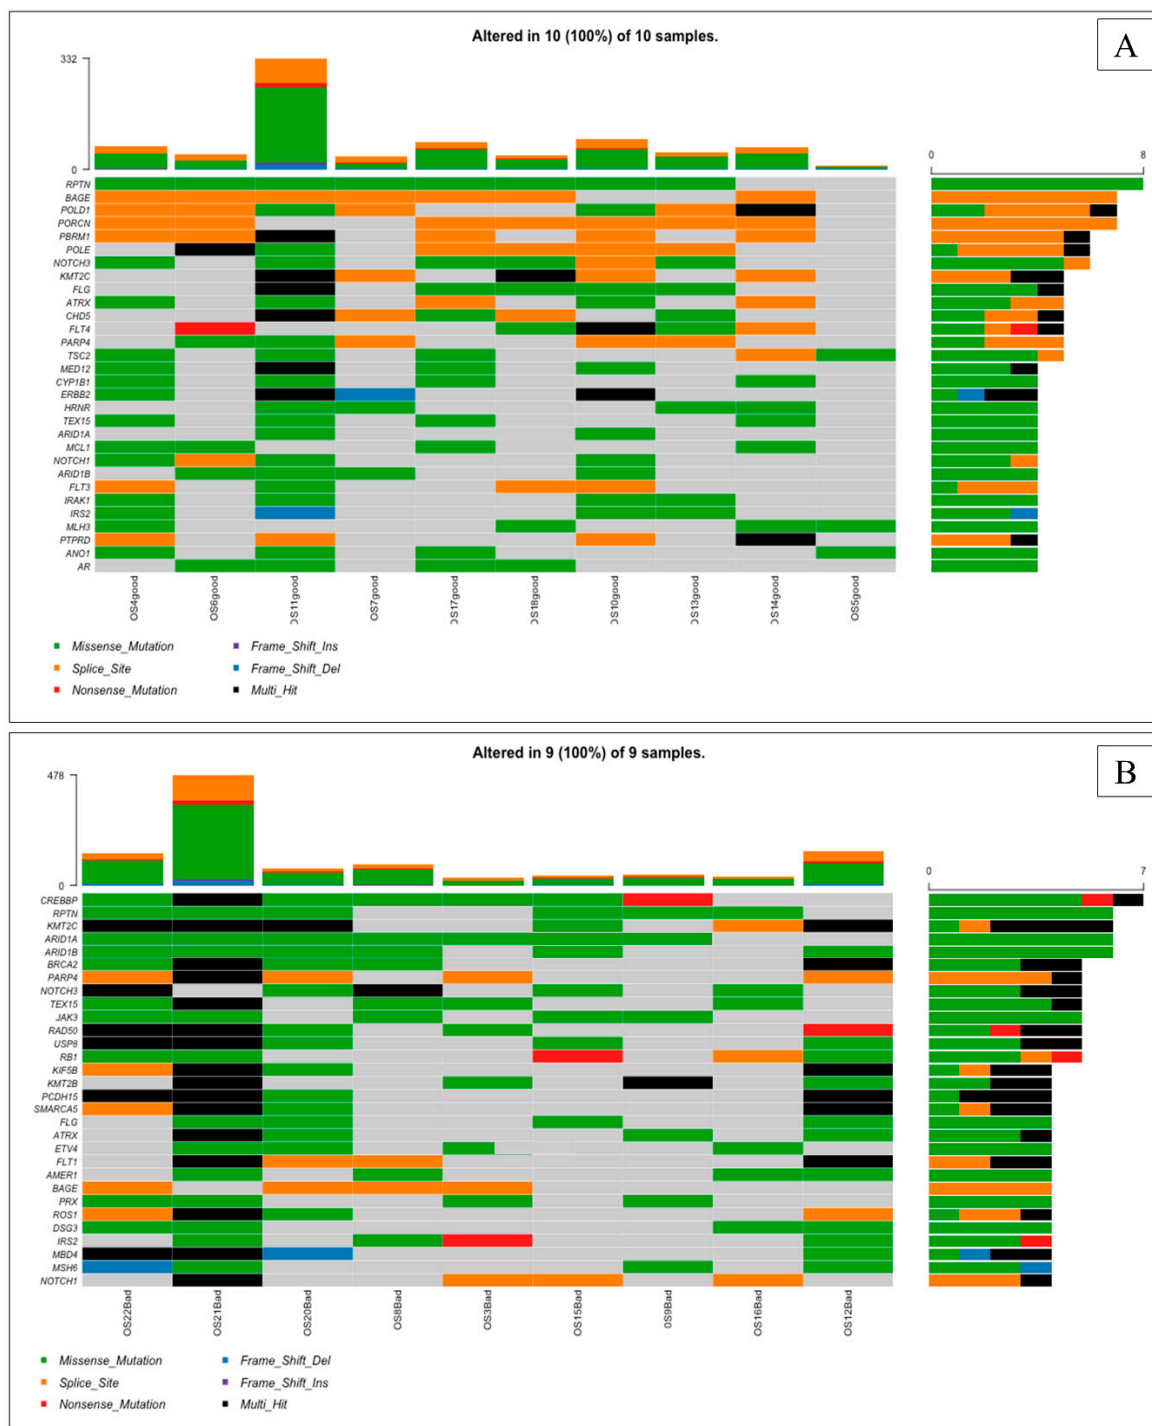 Altered in 10 (100%) of 10 samples.
A
332
0
0 8
RPTN
BAGE
POLD1
PORCN
PBRM1
POLE
NOTCH3
KMT2C
FLG
ATRX
CHD5
FLT4
PARP4
TSC2
MED12
CYP1B1
ERBB2
HRNR
TEX15
ARID1A
MCL1
NOTCH1
ARID1B
FLT3
IRAK1
IRS2
MLH3
PTPRD
ANO1
AR
OS4good OS6good OS11good OS7good OS17good OS18good OS10good OS13good OS14good OS5good
Missense_Mutation Frame_Shift_Ins
Splice_Site Frame_Shift_Del
Nonsense_Mutation Multi_Hit
Altered in 9 (100%) of 9 samples.
B
478
0
0 7
CREBBP
RPTN
KMT2C
ARID1A
ARID1B
BRCA2
PARP4
NOTCH3
TEX15
JAK3
RAD50
USP8
RB1
KIF5B
KMT2B
PCDH15
SMARCA5
FLG
ATRX
ETV4
FLT1
AMER1
BAGE
PRX
ROS1
DSG3
IRS2
MBD4
MSH6
NOTCH1
OS22Bad OS21Bad OS20Bad OS8Bad OS3Bad OS15Bad 0S9Bad OS16Bad OS12Bad
Missense_Mutation Frame_Shift_Del
Splice_Site Frame_Shift_Ins
Nonsense_Mutation Multi_Hit